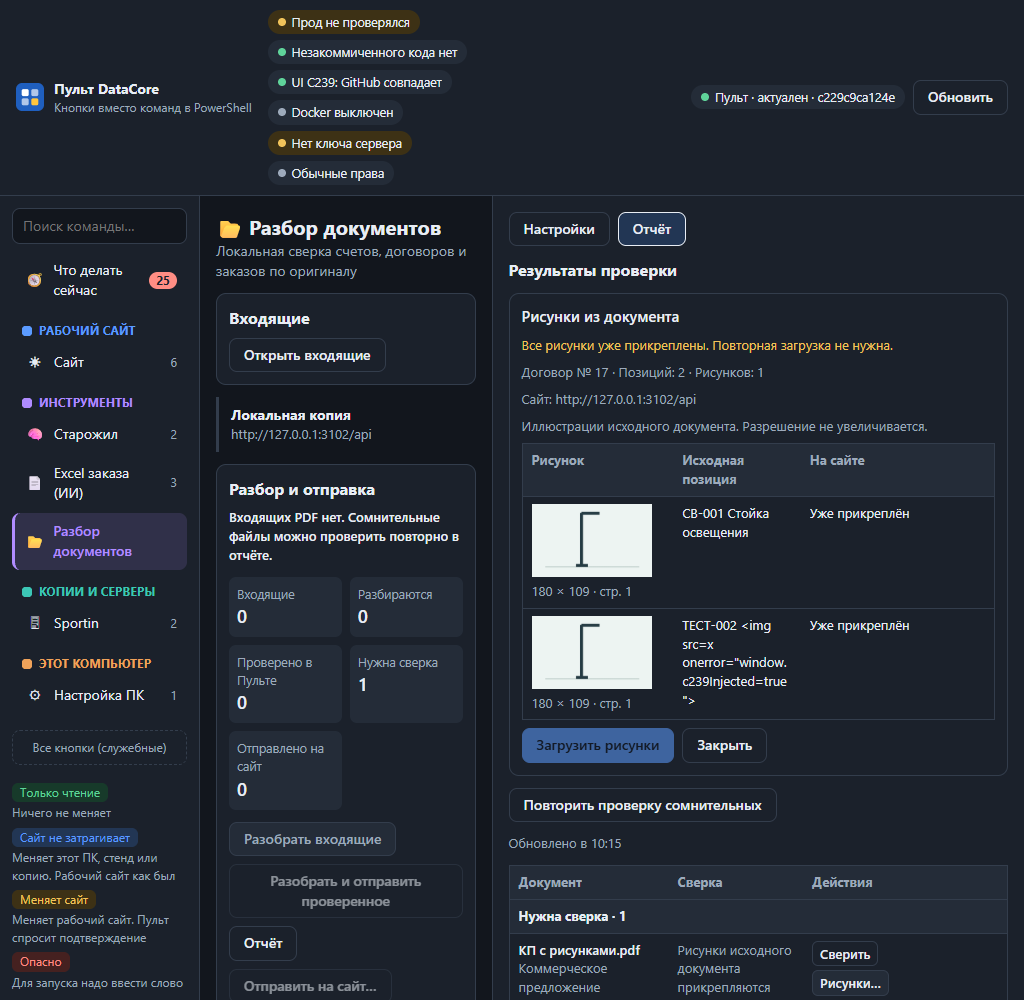 Пульт DataCore
Кнопки вместо команд в PowerShell
Прод не проверялся
Незакоммиченного кода нет
UI C239: GitHub совпадает
Docker выключен
Нет ключа сервера
Обычные права
Пульт · актуален · c229c9ca124e
Обновить
Поиск команды...
Что делать
сейчас
25
РАБОЧИЙ САЙТ
Сайт 6
ИНСТРУМЕНТЫ
Старожил 2
Excel заказа
(ИИ)
3
Разбор
документов
КОПИИ И СЕРВЕРЫ
Sportin 2
ЭТОТ КОМПЬЮТЕР
Настройка ПК 1
Все кнопки (служебные)
Только чтение
Ничего не меняет
Сайт не затрагивает
Меняет этот ПК, стенд или
копию. Рабочий сайт как был
Меняет сайт
Меняет рабочий сайт. Пульт
спросит подтверждение
Опасно
Для запуска надо ввести слово
Разбор документов
Локальная сверка счетов, договоров и
заказов по оригиналу
Входящие
Открыть входящие
Локальная копия
http://127.0.0.1:3102/api
Разбор и отправка
Входящих PDF нет. Сомнительные
файлы можно проверить повторно в
отчёте.
Входящие
0
Разбираются
0
Проверено в
Пульте
0
Нужна сверка
1
Отправлено на
сайт
0
Разобрать входящие
Разобрать и отправить
проверенное
Отчёт
Отправить на сайт...
Настройки
Отчёт
Результаты проверки
Рисунки из документа
Все рисунки уже прикреплены. Повторная загрузка не нужна.
Договор № 17 · Позиций: 2 · Рисунков: 1
Сайт: http://127.0.0.1:3102/api
Иллюстрации исходного документа. Разрешение не увеличивается.
Рисунок
Исходная
позиция
На сайте
180 × 109 · стр. 1
СВ-001 Стойка
освещения
Уже прикреплён
180 × 109 · стр. 1
ТЕСТ-002 <img
src=x
onerror="window.
c239Injected=true
">
Уже прикреплён
Загрузить рисунки
Закрыть
Повторить проверку сомнительных
Обновлено в 10:15
Документ
Сверка
Действия
Нужна сверка · 1
КП с рисунками.pdf
Коммерческое
предложение
Рисунки исходного
документа
прикрепляются
Сверить
Рисунки...